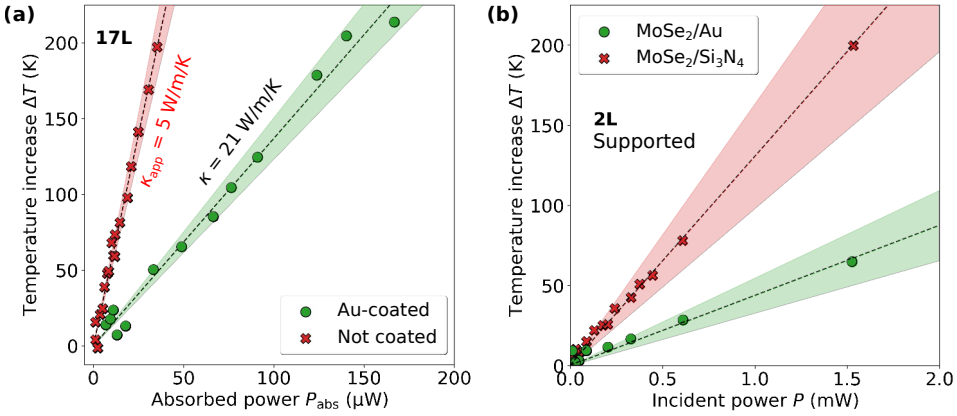 (a)
17L
κapp = 5 W/m/K
κ = 21 W/m/K
Au-coated
Not coated
Temperature increase ΔT (K)
200
150
100
50
0
0 50 100 150 200
Absorbed power Pabs (μW)
(b)
MoSe2/Au
MoSe2/Si3N4
2L
Supported
Temperature increase ΔT (K)
200
150
100
50
0
0.0 0.5 1.0 1.5 2.0
Incident power P (mW)